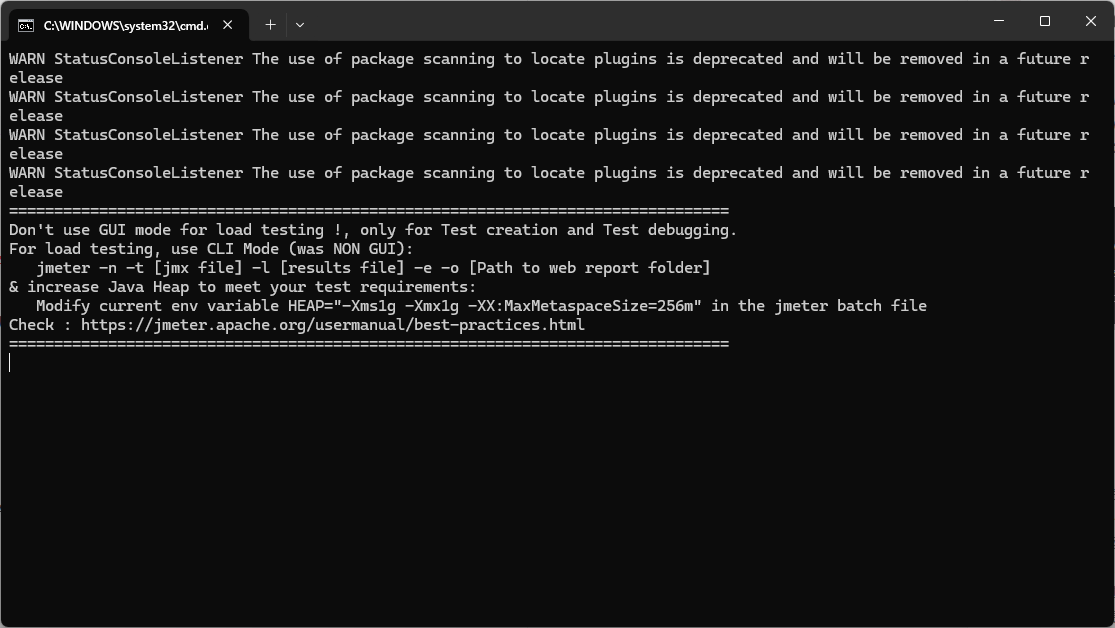 C:\WINDOWS\system32\cmd.
WARN StatusConsoleListener The use of package scanning to locate plugins is deprecated and will be removed in a future r
elease
WARN StatusConsoleListener The use of package scanning to locate plugins is deprecated and will be removed in a future r
elease
WARN StatusConsoleListener The use of package scanning to locate plugins is deprecated and will be removed in a future r
elease
WARN StatusConsoleListener The use of package scanning to locate plugins is deprecated and will be removed in a future r
elease
================================================================================
Don't use GUI mode for load testing !, only for Test creation and Test debugging.
For load testing, use CLI Mode (was NON GUI):
   jmeter -n -t [jmx file] -l [results file] -e -o [Path to web report folder]
& increase Java Heap to meet your test requirements:
   Modify current env variable HEAP="-Xms1g -Xmx1g -XX:MaxMetaspaceSize=256m" in the jmeter batch file
Check : https://jmeter.apache.org/usermanual/best-practices.html
================================================================================